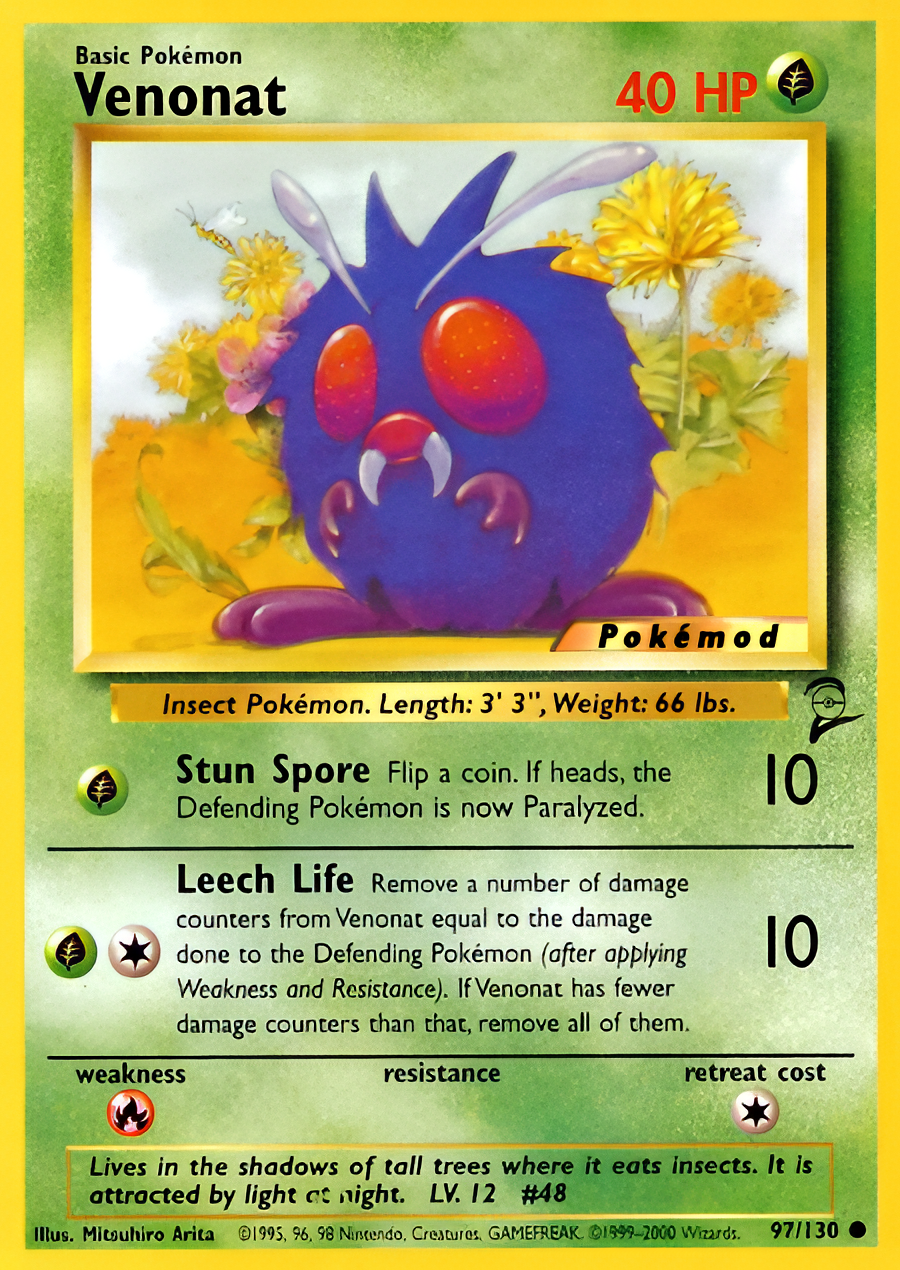 Basic Pokémon
Venonat
40 HP
Pokémod
Insect Pokémon. Length: 3' 3", Weight: 66 lbs.
Stun Spore Flip a coin. If heads, the
Defending Pokémon is now Paralyzed.
10
Leech Life Remove a number of damage
counters from Venonat equal to the damage
done to the Defending Pokémon (after applying
Weakness and Resistance). If Venonat has fewer
damage counters than that, remove all of them.
10
weakness
resistance
retreat cost
Lives in the shadows of tall trees where it eats insects. It is
attracted by light at night. LV. 12 #48
Illus. Mitsuhiro Arita ©1995, 96, 98 Nintendo, Creatures, GAMEFREAK. ©1999-2000 Wizards. 97/130